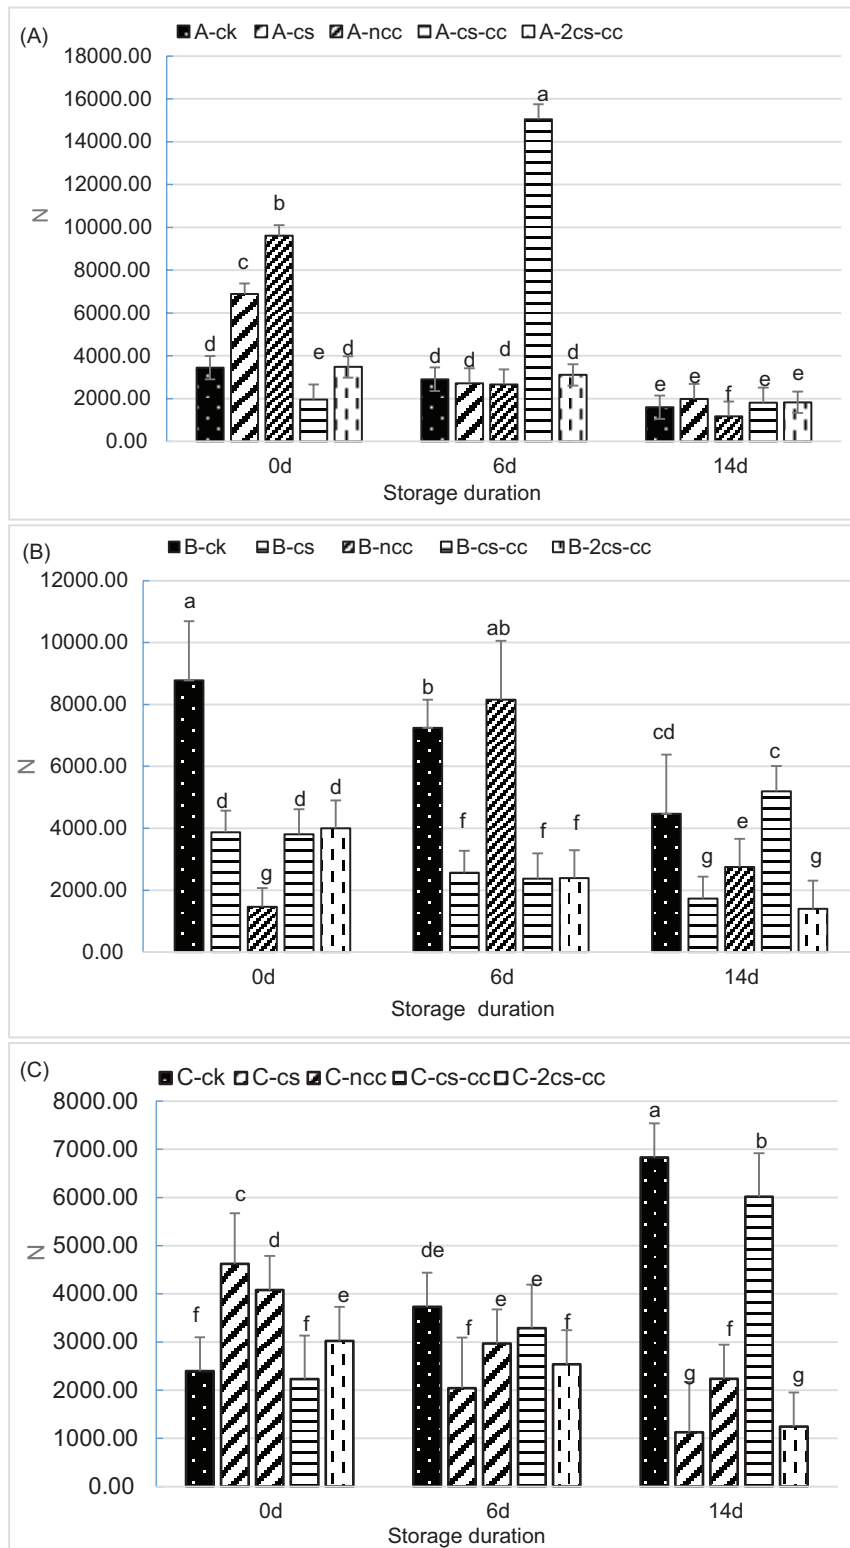 (A)
A-ck A-cs A-ncc A-cs-cc A-2cs-cc
18000.00
16000.00
14000.00
12000.00
10000.00
8000.00
6000.00
4000.00
2000.00
0.00
N
d c b e d
d d d a d
e e f e e
0d 6d 14d
Storage duration
(B)
B-ck B-cs B-ncc B-cs-cc B-2cs-cc
12000.00
10000.00
8000.00
6000.00
4000.00
2000.00
0.00
N
a d g d d
b f ab f f
cd g e c g
0d 6d 14d
Storage duration
(C)
C-ck C-cs C-ncc C-cs-cc C-2cs-cc
8000.00
7000.00
6000.00
5000.00
4000.00
3000.00
2000.00
1000.00
0.00
N
f c d f e
de f e e f
a g f b g
0d 6d 14d
Storage duration